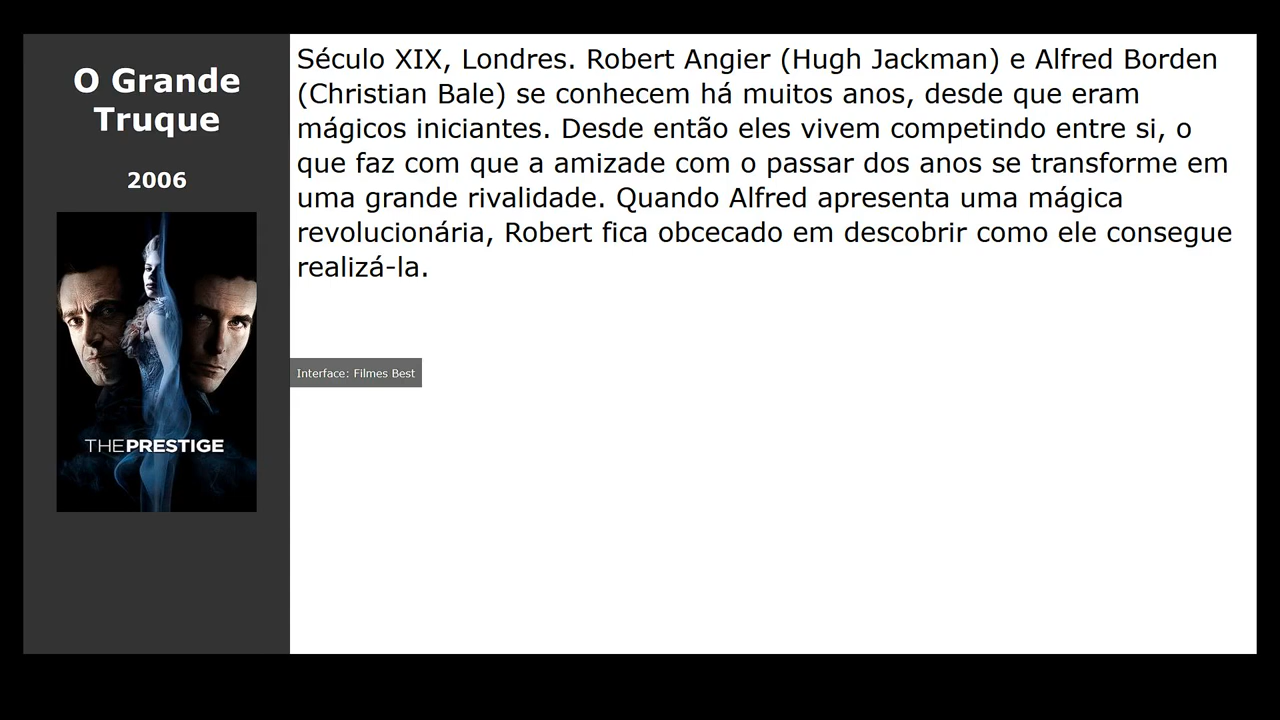 O Grande
Truque
2006
THE PRESTIGE
Século XIX, Londres. Robert Angier (Hugh Jackman) e Alfred Borden
(Christian Bale) se conhecem há muitos anos, desde que eram
mágicos iniciantes. Desde então eles vivem competindo entre si, o
que faz com que a amizade com o passar dos anos se transforme em
uma grande rivalidade. Quando Alfred apresenta uma mágica
revolucionária, Robert fica obcecado em descobrir como ele consegue
realizá-la.
Interface: Filmes Best